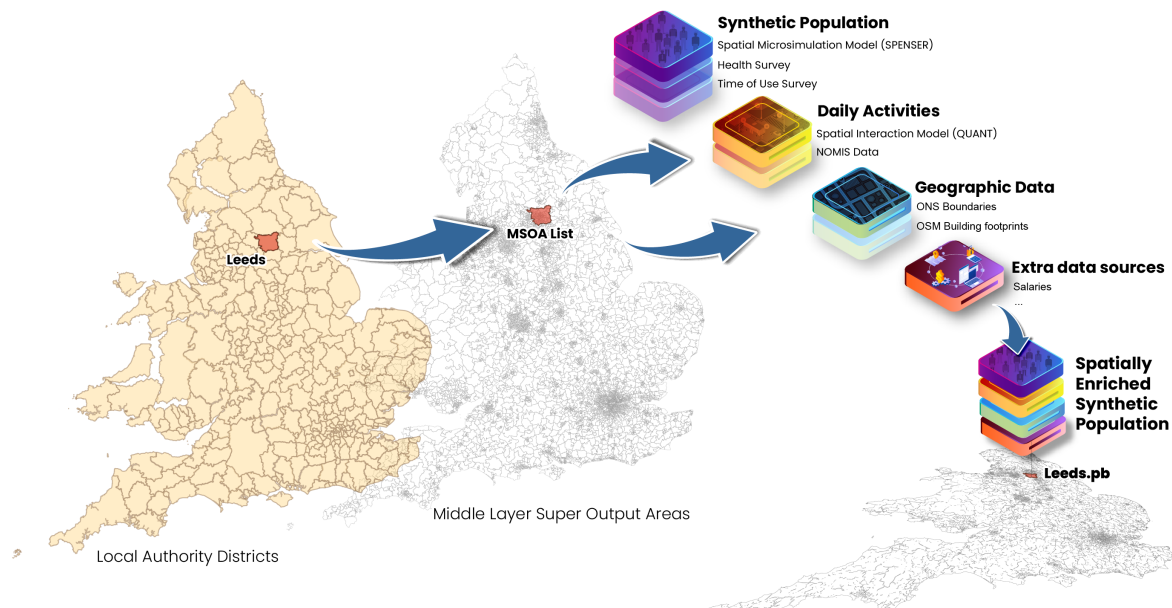 Synthetic Population
Spatial Microsimulation Model (SPENSER)
Health Survey
Time of Use Survey
Daily Activities
Spatial Interaction Model (QUANT)
NOMIS Data
Geographic Data
ONS Boundaries
OSM Building footprints
Extra data sources
Salaries
...
Leeds
MSOA List
Spatially
Enriched
Synthetic
Population
Leeds.pb
Middle Layer Super Output Areas
Local Authority Districts